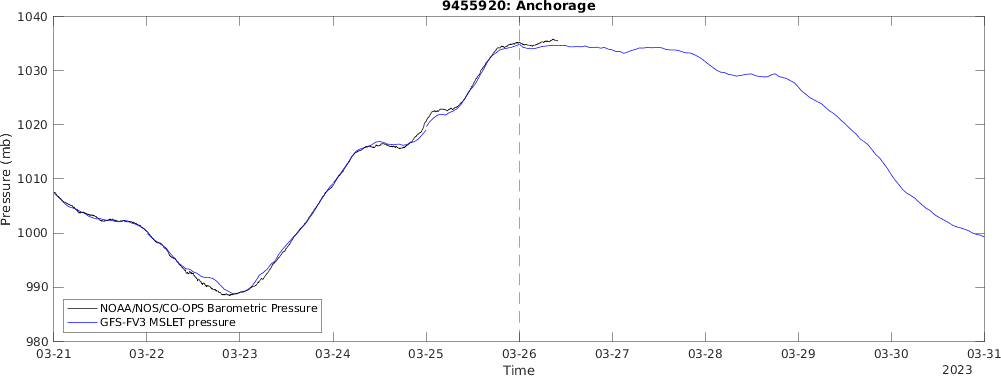 9455920: Anchorage
1040
1030
1020
1010
1000
990
980
Pressure (mb)
NOAA/NOS/CO-OPS Barometric Pressure
GFS-FV3 MSLET pressure
03-21 03-22 03-23 03-24 03-25 03-26 03-27 03-28 03-29 03-30 03-31
Time
2023